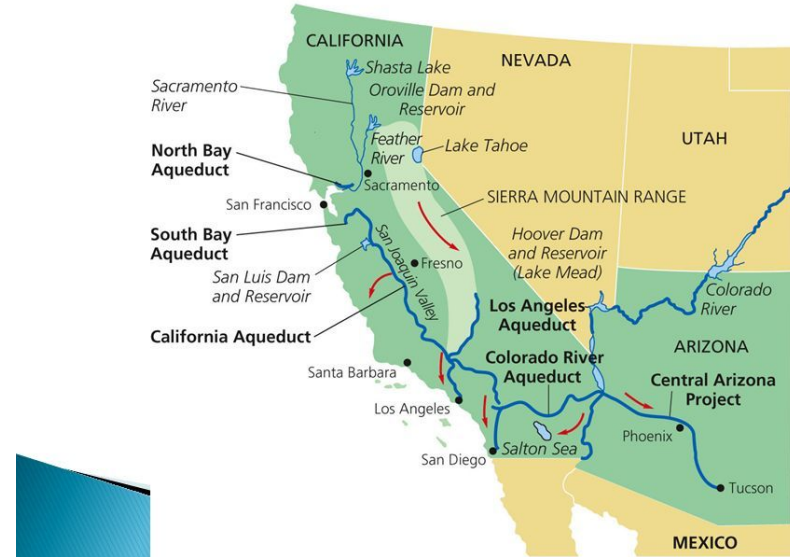 CALIFORNIA
NEVADA
Shasta Lake
Sacramento
River
Oroville Dam and
Reservoir
UTAH
Feather
River
Lake Tahoe
North Bay
Aqueduct
Sacramento
SIERRA MOUNTAIN RANGE
San Francisco
South Bay
Aqueduct
San Joaquin Valley
Hoover Dam
and Reservoir
(Lake Mead)
Fresno
San Luis Dam
and Reservoir
Colorado
River
Los Angeles
Aqueduct
California Aqueduct
ARIZONA
Colorado River
Aqueduct
Santa Barbara
Central Arizona
Project
Los Angeles
Phoenix
Salton Sea
San Diego
Tucson
MEXICO